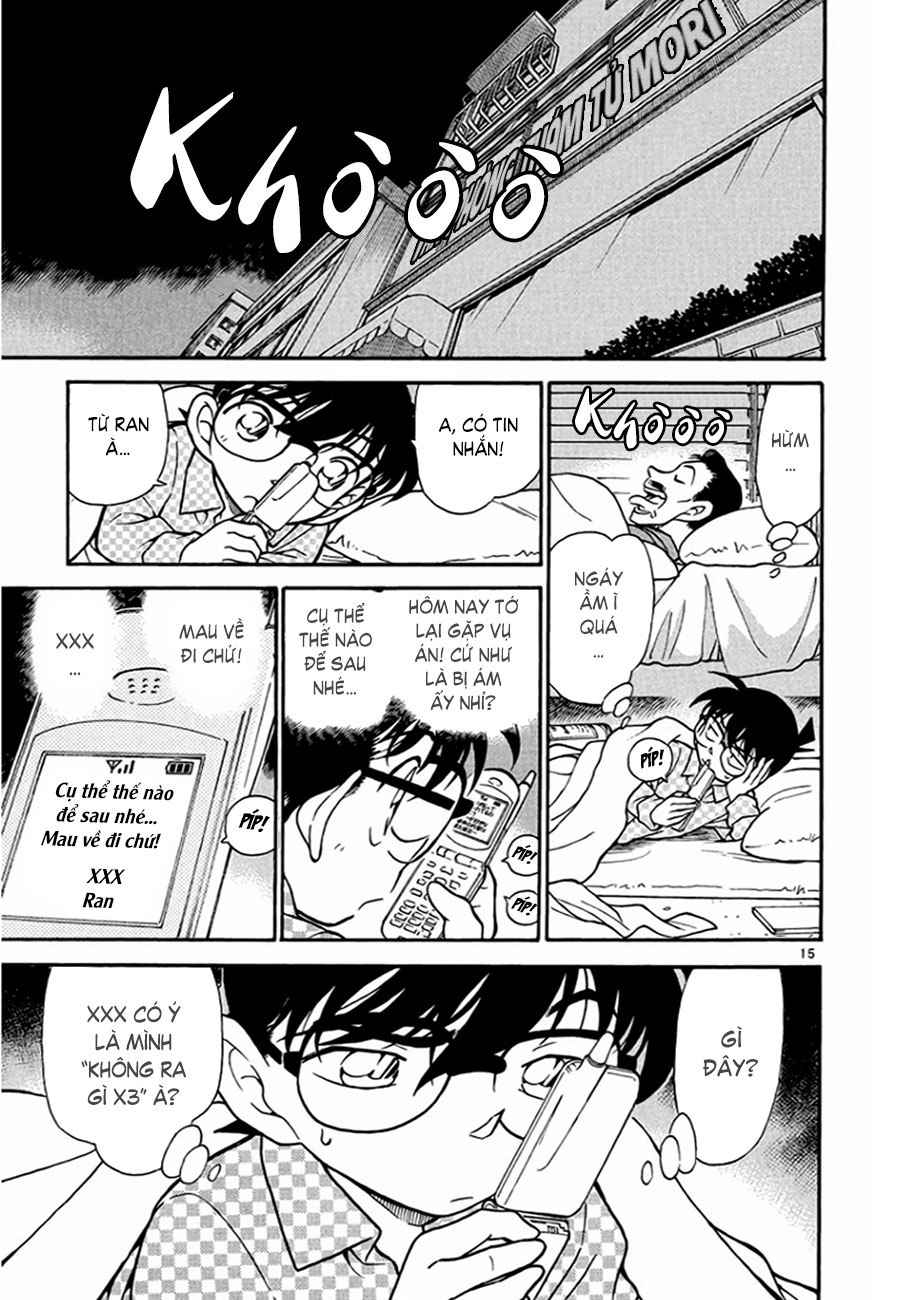 THÁM TỬ MORI
Khòòò
Khòòò
HỪM
...
NGÁY
ẦM Ĩ
QUÁ
...
PÍP!
A, CÓ TIN
NHẮN!
TỪ RAN
À...
HÔM NAY TỚ
LẠI GẶP VỤ
ÁN! CỨ NHƯ
LÀ BỊ ÁM
ẤY NHỈ?
CỤ THỂ
THẾ NÀO
ĐỂ SAU
NHÉ...
PÍP!
PÍP!
MAU VỀ
ĐI CHỨ!
XXX
...
Cụ thể thế nào
để sau nhé...
Mau về đi chứ!
XXX
Ran
PÍP!
15
GÌ
ĐÂY?
XXX CÓ Ý
LÀ MÌNH
“KHÔNG RA
GÌ X3” À?